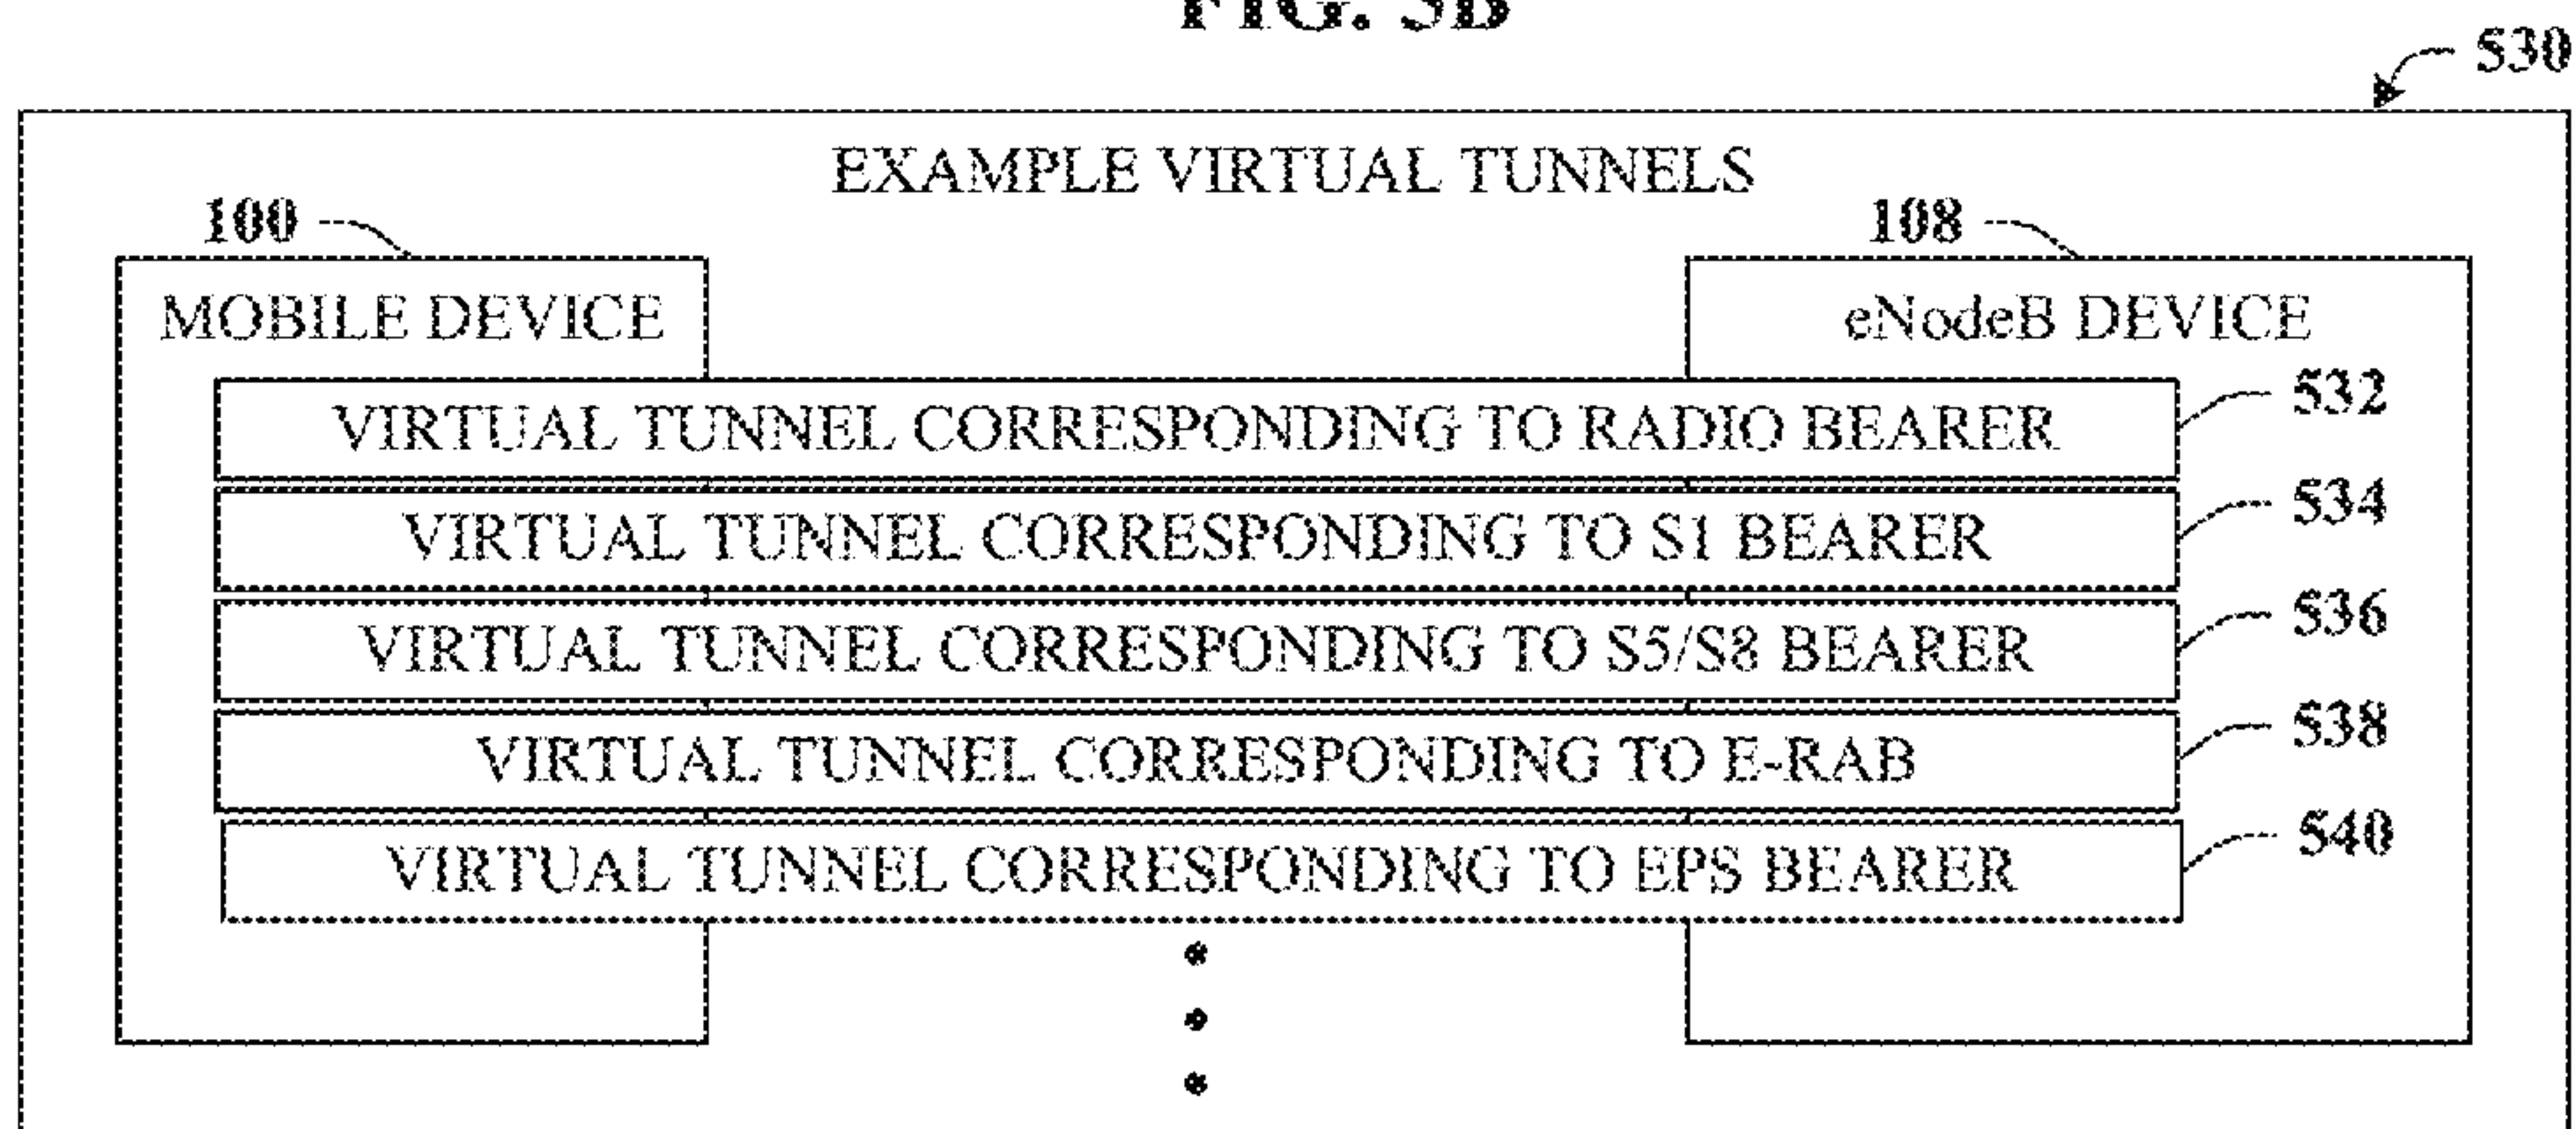 FIG. 5B
530
EXAMPLE VIRTUAL TUNNELS
100
108
MOBILE DEVICE
eNodeB DEVICE
VIRTUAL TUNNEL CORRESPONDING TO RADIO BEARER
532
VIRTUAL TUNNEL CORRESPONDING TO S1 BEARER
534
VIRTUAL TUNNEL CORRESPONDING TO S5/S8 BEARER
536
VIRTUAL TUNNEL CORRESPONDING TO E-RAB
538
VIRTUAL TUNNEL CORRESPONDING TO EPS BEARER
540